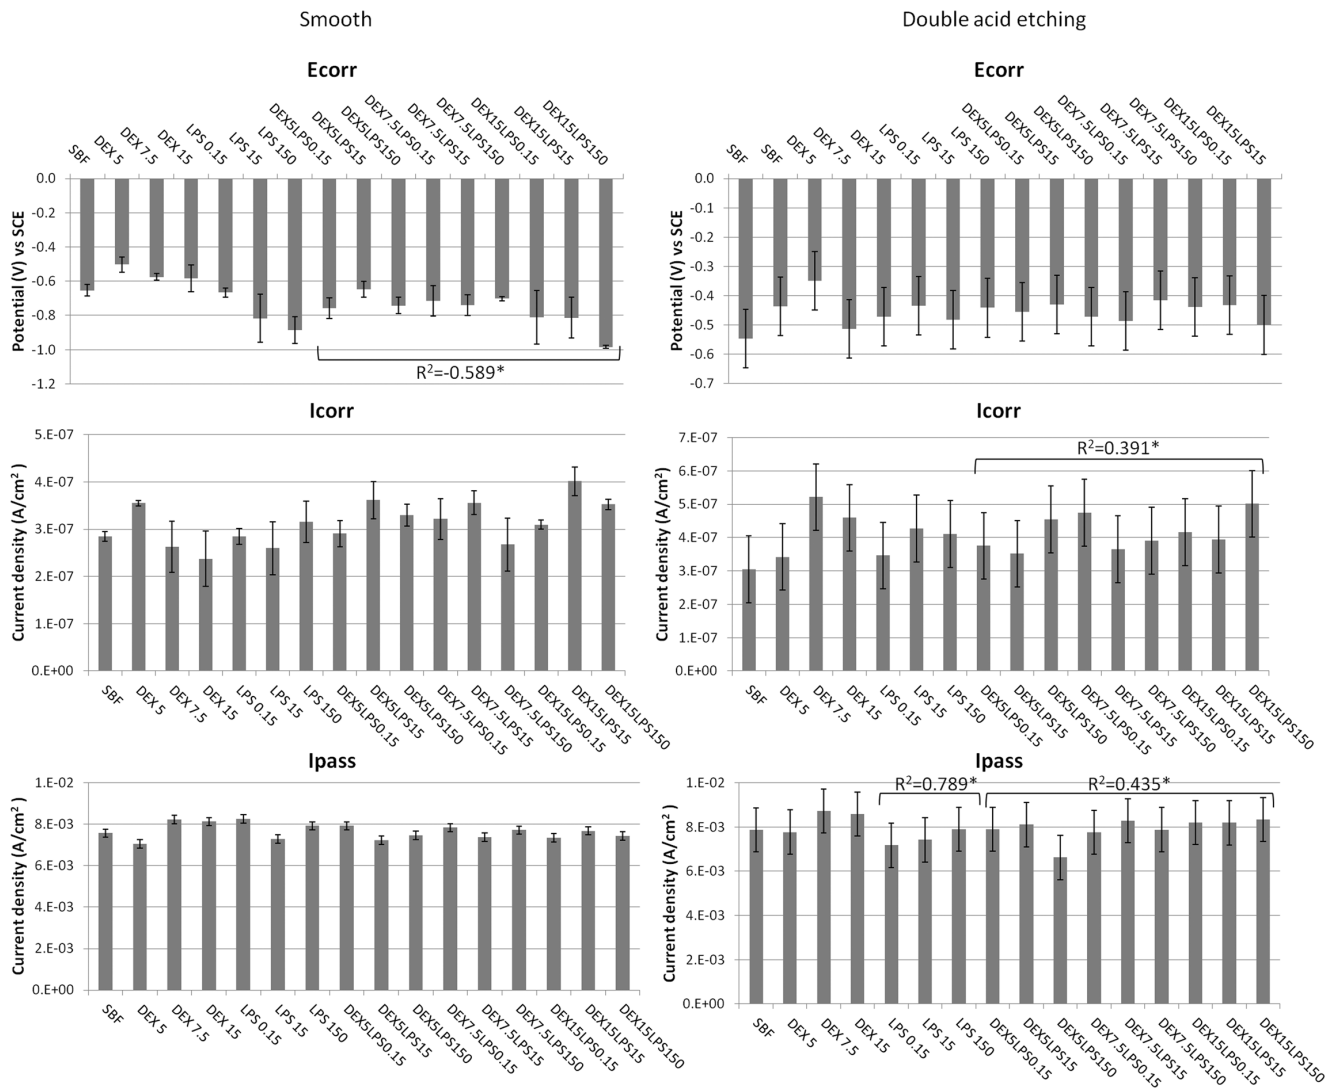 Smooth
Double acid etching
Ecorr
SBF
DEX 5
DEX 7.5
DEX 15
LPS 0.15
LPS 15
LPS 150
DEX5LPS0.15
DEX5LPS15
DEX5LPS150
DEX7.5LPS0.15
DEX7.5LPS15
DEX7.5LPS150
DEX15LPS0.15
DEX15LPS15
DEX15LPS150
Potential (V) vs SCE
0.0
-0.2
-0.4
-0.6
-0.8
-1.0
-1.2
R²=-0.589*
Ecorr
SBF
SBF
DEX 5
DEX 7.5
DEX 15
LPS 0.15
LPS 15
LPS 150
DEX5LPS0.15
DEX5LPS15
DEX5LPS150
DEX7.5LPS0.15
DEX7.5LPS15
DEX7.5LPS150
DEX15LPS0.15
DEX15LPS15
Potential (V) vs SCE
0.0
-0.1
-0.2
-0.3
-0.4
-0.5
-0.6
-0.7
Icorr
Current density (A/cm²)
5.E-07
4.E-07
3.E-07
2.E-07
1.E-07
0.E+00
SBF
DEX 5
DEX 7.5
DEX 15
LPS 0.15
LPS 15
LPS 150
DEX5LPS0.15
DEX5LPS15
DEX5LPS150
DEX7.5LPS0.15
DEX7.5LPS15
DEX7.5LPS150
DEX15LPS0.15
DEX15LPS15
DEX15LPS150
Icorr
Current density (A/cm²)
7.E-07
6.E-07
5.E-07
4.E-07
3.E-07
2.E-07
1.E-07
0.E+00
R²=0.391*
SBF
DEX 5
DEX 7.5
DEX 15
LPS 0.15
LPS 15
LPS 150
DEX5LPS0.15
DEX5LPS15
DEX5LPS150
DEX7.5LPS0.15
DEX7.5LPS15
DEX7.5LPS150
DEX15LPS0.15
DEX15LPS15
DEX15LPS150
Ipass
Current density (A/cm² )
1.E-02
8.E-03
6.E-03
4.E-03
2.E-03
0.E+00
SBF
DEX 5
DEX 7.5
DEX 15
LPS 0.15
LPS 15
LPS 150
DEX5LPS0.15
DEX5LPS15
DEX5LPS150
DEX7.5LPS0.15
DEX7.5LPS15
DEX7.5LPS150
DEX15LPS0.15
DEX15LPS15
DEX15LPS150
Ipass
Current density (A/cm² )
1.E-02
8.E-03
6.E-03
4.E-03
2.E-03
0.E+00
R²=0.789*
R²=0.435*
SBF
DEX 5
DEX 7.5
DEX 15
LPS 0.15
LPS 15
LPS 150
DEX5LPS0.15
DEX5LPS15
DEX5LPS150
DEX7.5LPS0.15
DEX7.5LPS15
DEX7.5LPS150
DEX15LPS0.15
DEX15LPS15
DEX15LPS150